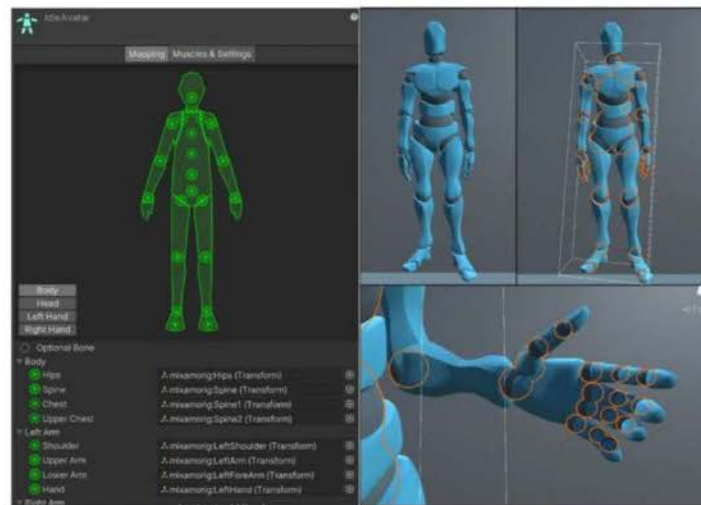 IdleAvatar
Mapping Muscles & Settings
Body
Head
Left Hand
Right Hand
Optional Bone
Body
Hips mixamorig:Hips (Transform)
Spine mixamorig:Spine (Transform)
Chest mixamorig:Spine1 (Transform)
Upper Chest mixamorig:Spine2 (Transform)
Left Arm
Shoulder mixamorig:LeftShoulder (Transform)
Upper Arm mixamorig:LeftArm (Transform)
Lower Arm mixamorig:LeftForeArm (Transform)
Hand mixamorig:LeftHand (Transform)
Right Arm